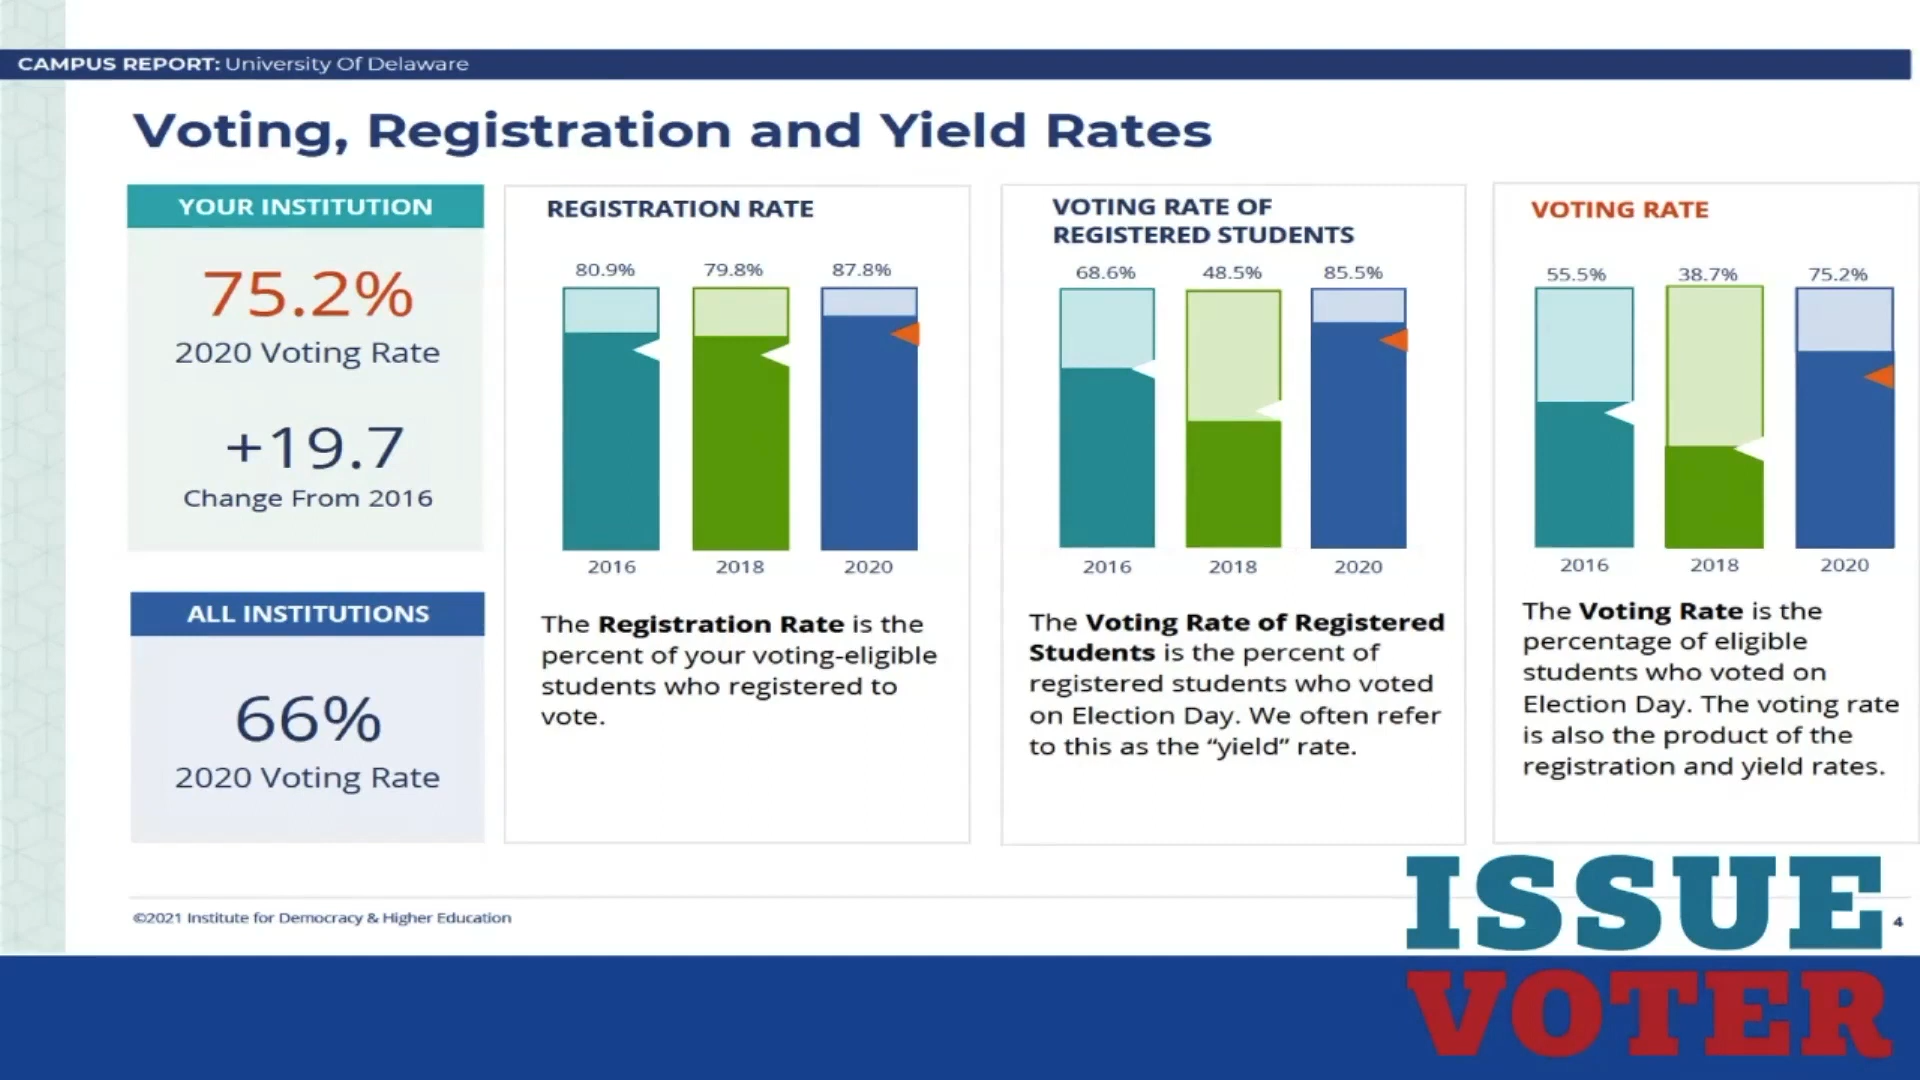 CAMPUS REPORT: University Of Delaware
Voting, Registration and Yield Rates
YOUR INSTITUTION
75.2%
2020 Voting Rate
+19.7
Change From 2016
ALL INSTITUTIONS
66%
2020 Voting Rate
REGISTRATION RATE
80.9% 79.8% 87.8%
2016 2018 2020
The Registration Rate is the
percent of your voting-eligible
students who registered to
vote.
VOTING RATE OF
REGISTERED STUDENTS
68.6% 48.5% 85.5%
2016 2018 2020
The Voting Rate of Registered
Students is the percent of
registered students who voted
on Election Day. We often refer
to this as the “yield” rate.
VOTING RATE
55.5% 38.7% 75.2%
2016 2018 2020
The Voting Rate is the
percentage of eligible
students who voted on
Election Day. The voting rate
is also the product of the
registration and yield rates.
©2021 Institute for Democracy & Higher Education
4
ISSUE
VOTER